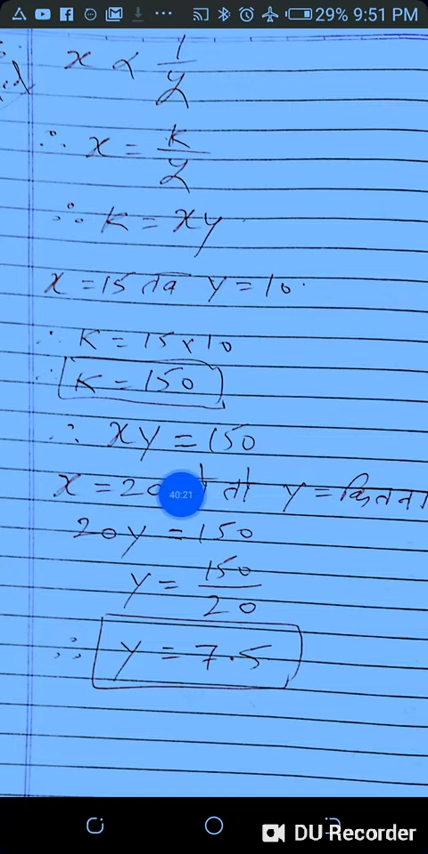 29% 9:51 PM
x ∝ 1/y
∴ x = K/y
∴ K = xy
x = 15 तब y = 10.
∴ K = 15 x 10
∴ K = 150
∴ xy = 150
x = 20 तो y = कितना
40:21
20y = 150
y = 150/20
∴ y = 7.5
DU Recorder